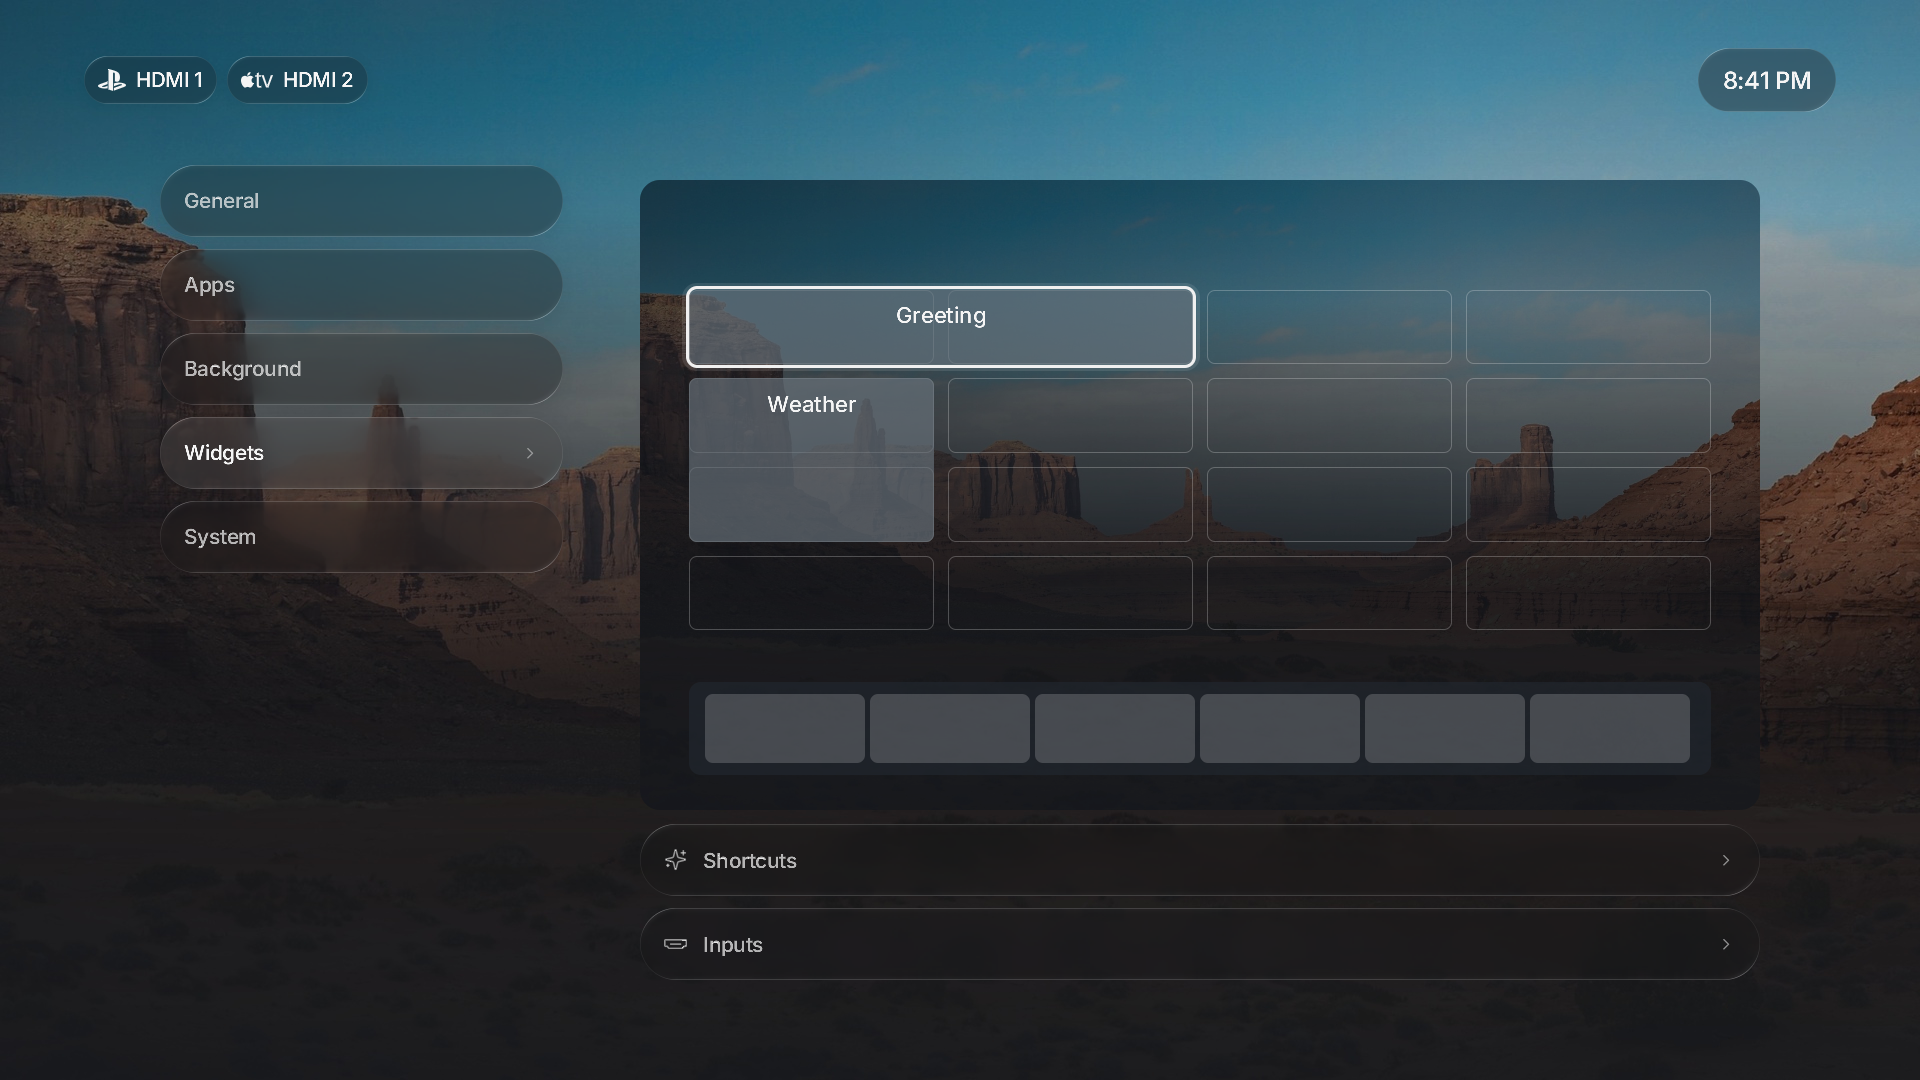 HDMI 1
tv HDMI 2
8:41 PM
General
Apps
Background
Widgets
System
Greeting
Weather
Shortcuts
Inputs